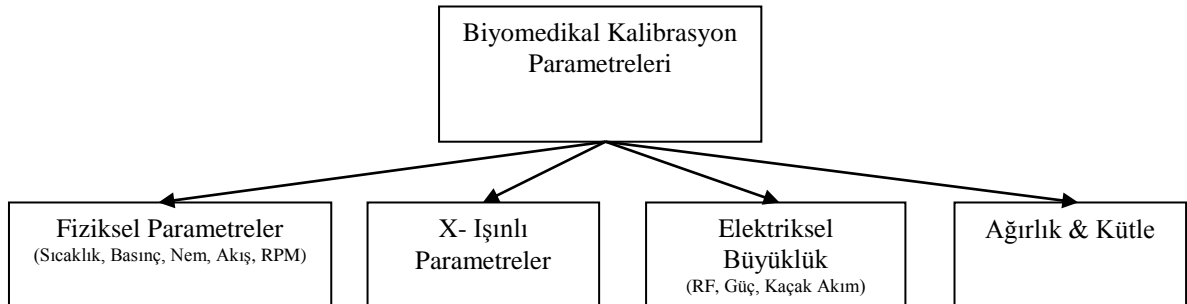 Biyomedikal Kalibrasyon
Parametreleri
Fiziksel Parametreler
(Sıcaklık, Basınç, Nem, Akış, RPM)
X- Işınlı
Parametreler
Elektriksel
Büyüklük
(RF, Güç, Kaçak Akım)
Ağırlık & Kütle